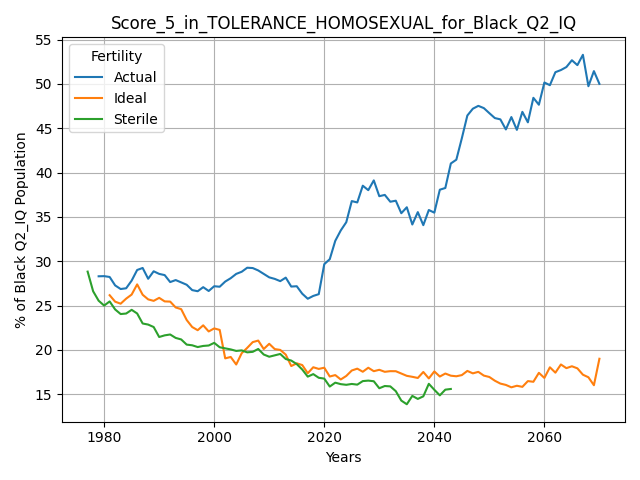 Score_5_in_TOLERANCE_HOMOSEXUAL_for_Black_Q2_IQ
Fertility
Actual
Ideal
Sterile
% of Black Q2_IQ Population
55
50
45
40
35
30
25
20
15
1980
2000
2020
2040
2060
Years